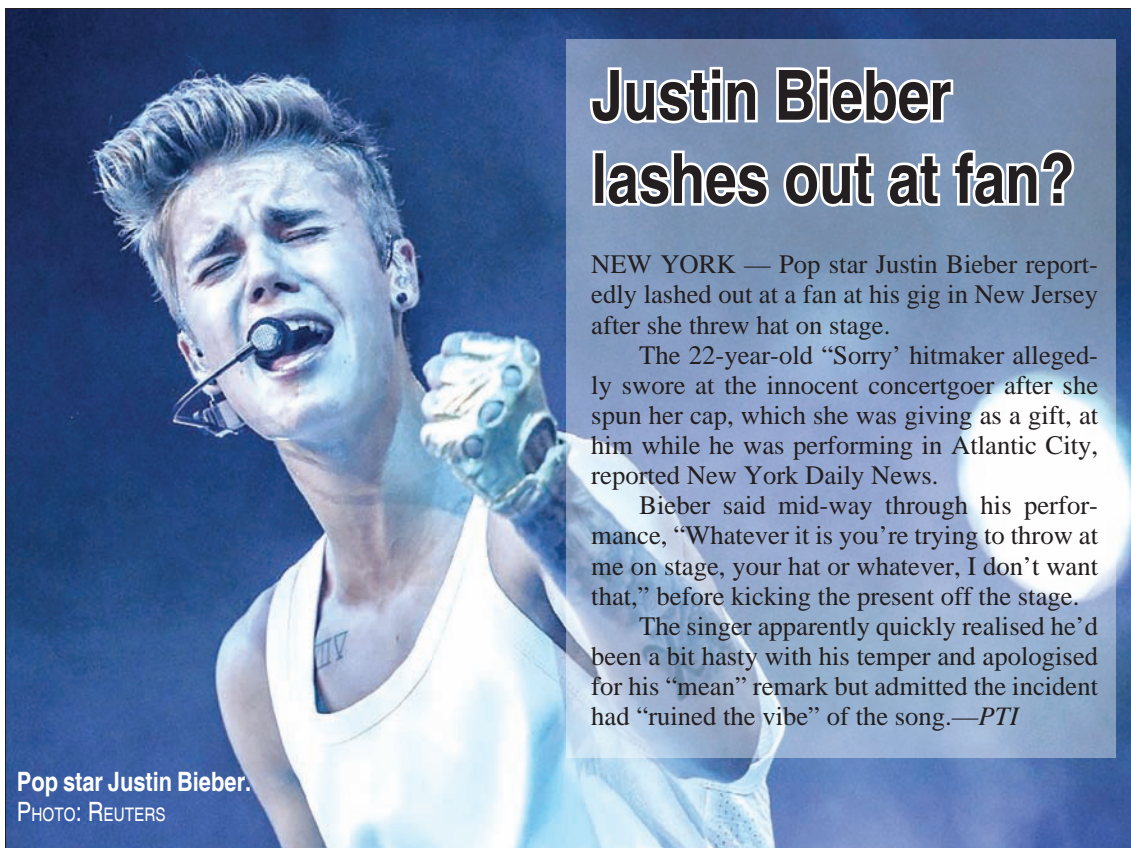 Justin Bieber
lashes out at fan?
NEW YORK — Pop star Justin Bieber report-
edly lashed out at a fan at his gig in New Jersey
after she threw hat on stage.
The 22-year-old “Sorry’ hitmaker alleged-
ly swore at the innocent concertgoer after she
spun her cap, which she was giving as a gift, at
him while he was performing in Atlantic City,
reported New York Daily News.
Bieber said mid-way through his perfor-
mance, “Whatever it is you’re trying to throw at
me on stage, your hat or whatever, I don’t want
that,” before kicking the present off the stage.
The singer apparently quickly realised he’d
been a bit hasty with his temper and apologised
for his “mean” remark but admitted the incident
had “ruined the vibe” of the song.—PTI
Pop star Justin Bieber.
PHOTO: REUTERS